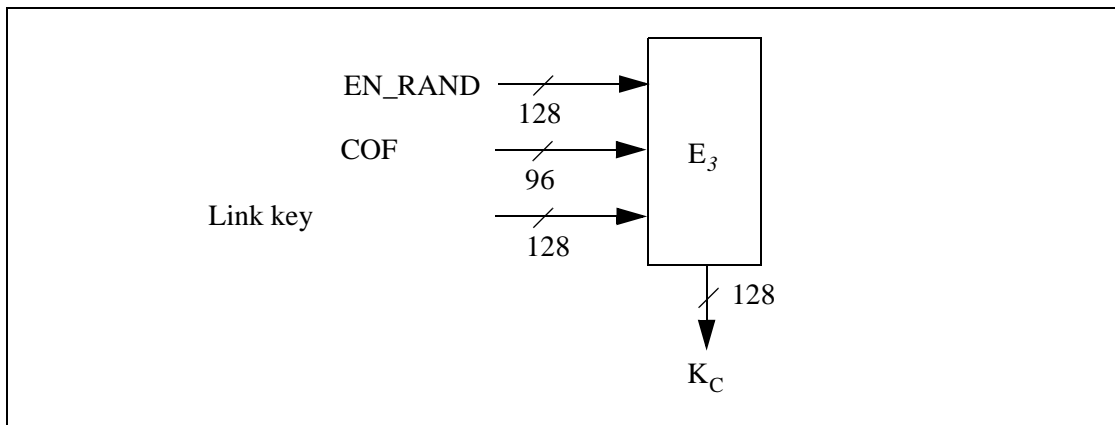 EN_RAND
128
COF
96
Link key
128
E3
128
KC